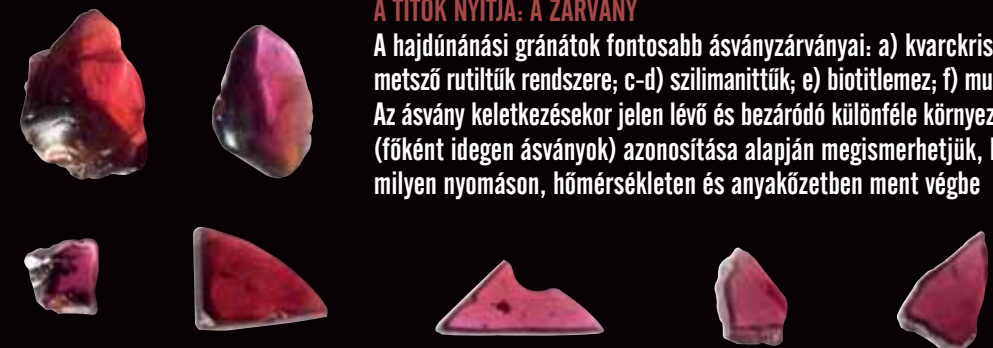 A TITOK NYITJA: A ZÁRVÁNY
A hajdúnánási gránátok fontosabb ásványzárványai: a) kvarckris
metsző rutiltűk rendszere; c-d) szilimanittűk; e) biotitlemez; f) mu
Az ásvány keletkezésekor jelen lévő és bezáródó különféle környez
(főként idegen ásványok) azonosítása alapján megismerhetjük,
milyen nyomáson, hőmérsékleten és anyakőzetben ment végbe